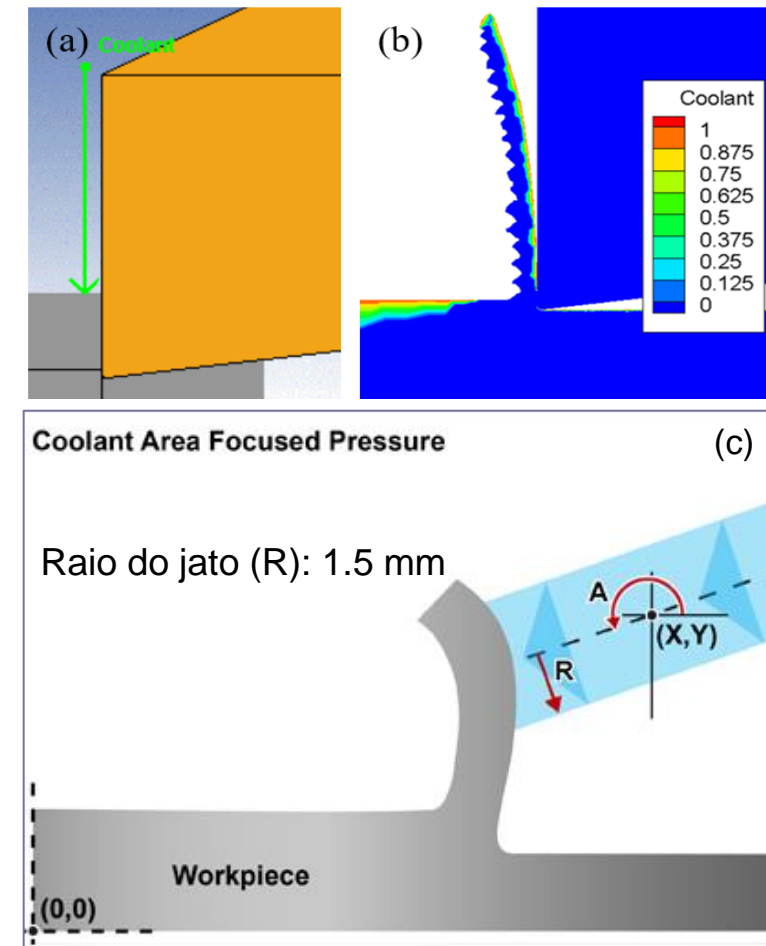 (a) Coolant
(b)
Coolant
1
0.875
0.75
0.625
0.5
0.375
0.25
0.125
0
Coolant Area Focused Pressure
(c)
Raio do jato (R): 1.5 mm
A
(X,Y)
R
Workpiece
(0,0)